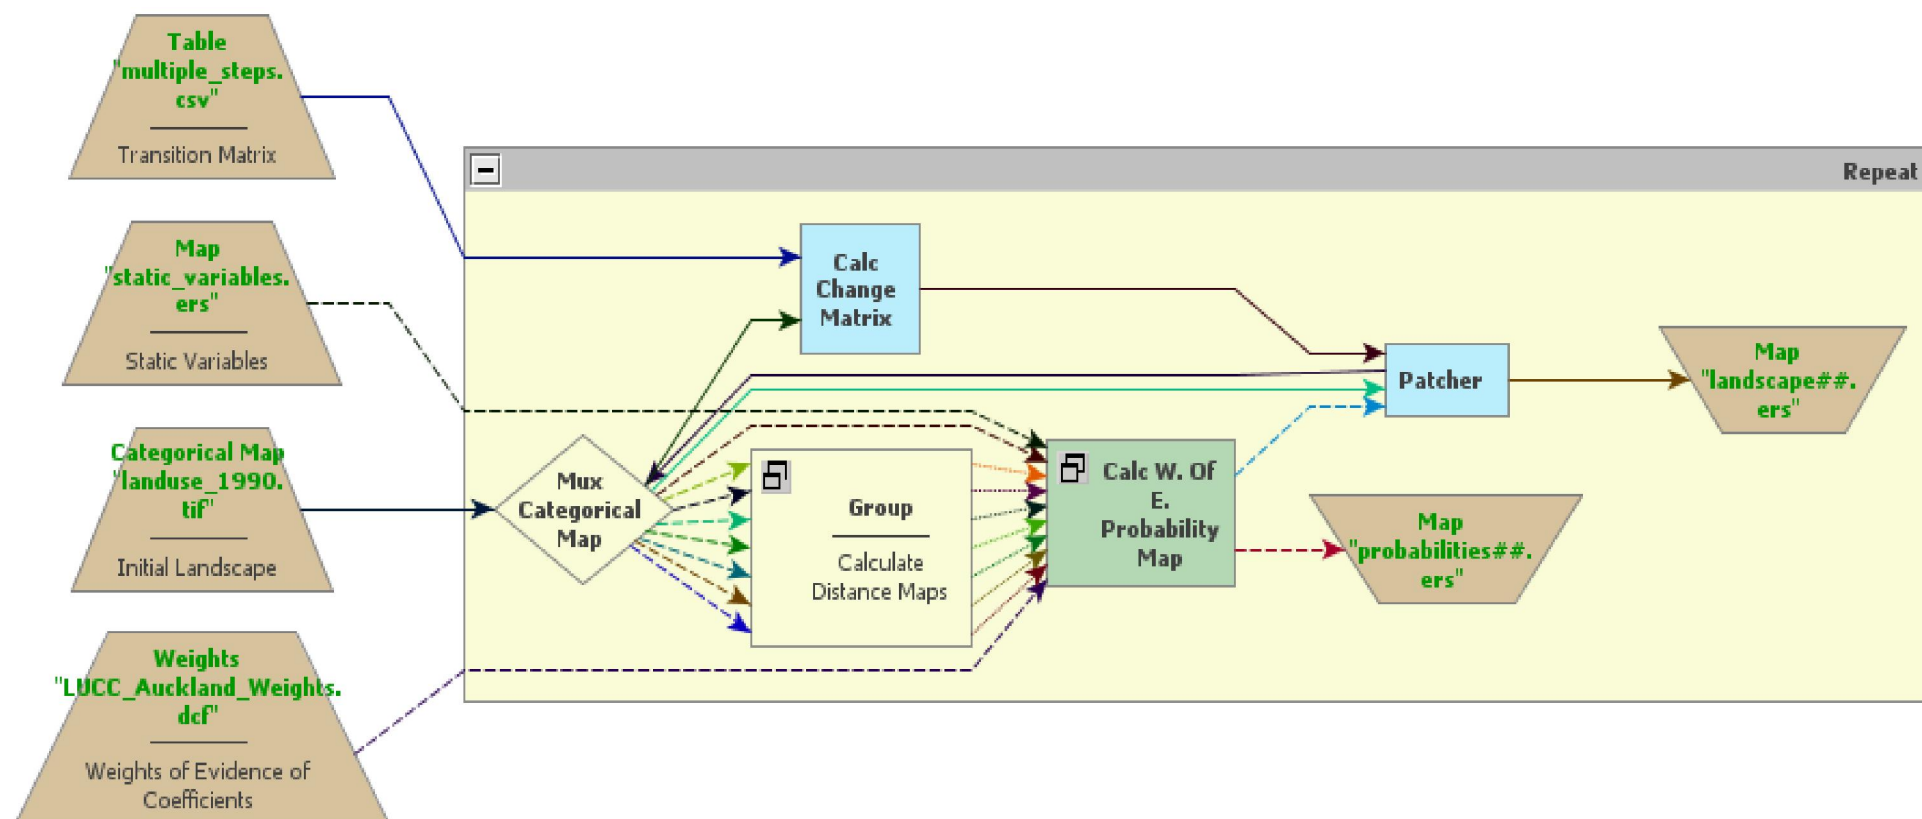 Table
"multiple_steps.
csv"
Transition Matrix
Map
"static_variables.
ers"
Static Variables
Categorical Map
"landuse_1990.
tif"
Initial Landscape
Weights
"LUCC_Auckland_Weights.
dcf"
Weights of Evidence of
Coefficients
Repeat
Calc
Change
Matrix
Patcher
Map
"landscape##.
ers"
Mux
Categorical
Map
Group
Calculate
Distance Maps
Calc W. Of
E.
Probability
Map
Map
"probabilities##.
ers"